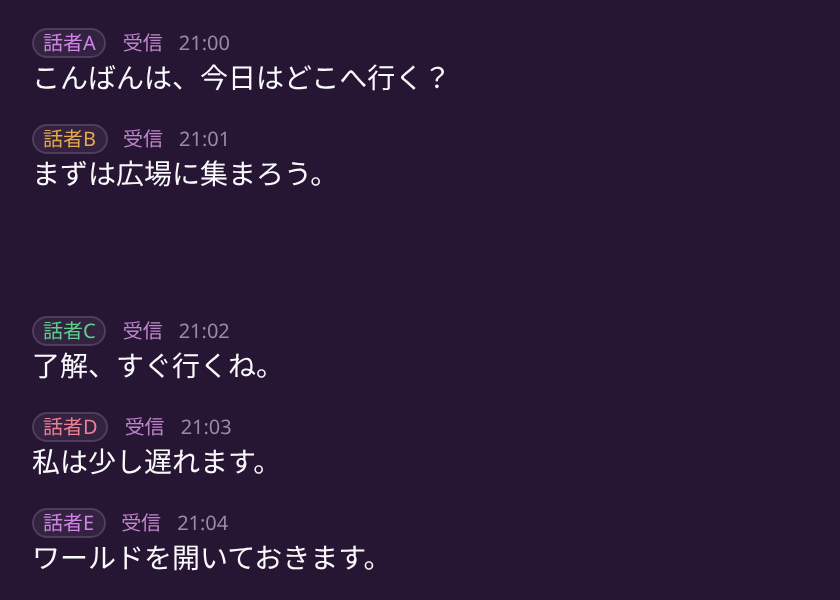 話者A 受信 21:00
こんばんは、今日はどこへ行く？
話者B 受信 21:01
まずは広場に集まろう。
話者C 受信 21:02
了解、すぐ行くね。
話者D 受信 21:03
私は少し遅れます。
話者E 受信 21:04
ワールドを開いておきます。